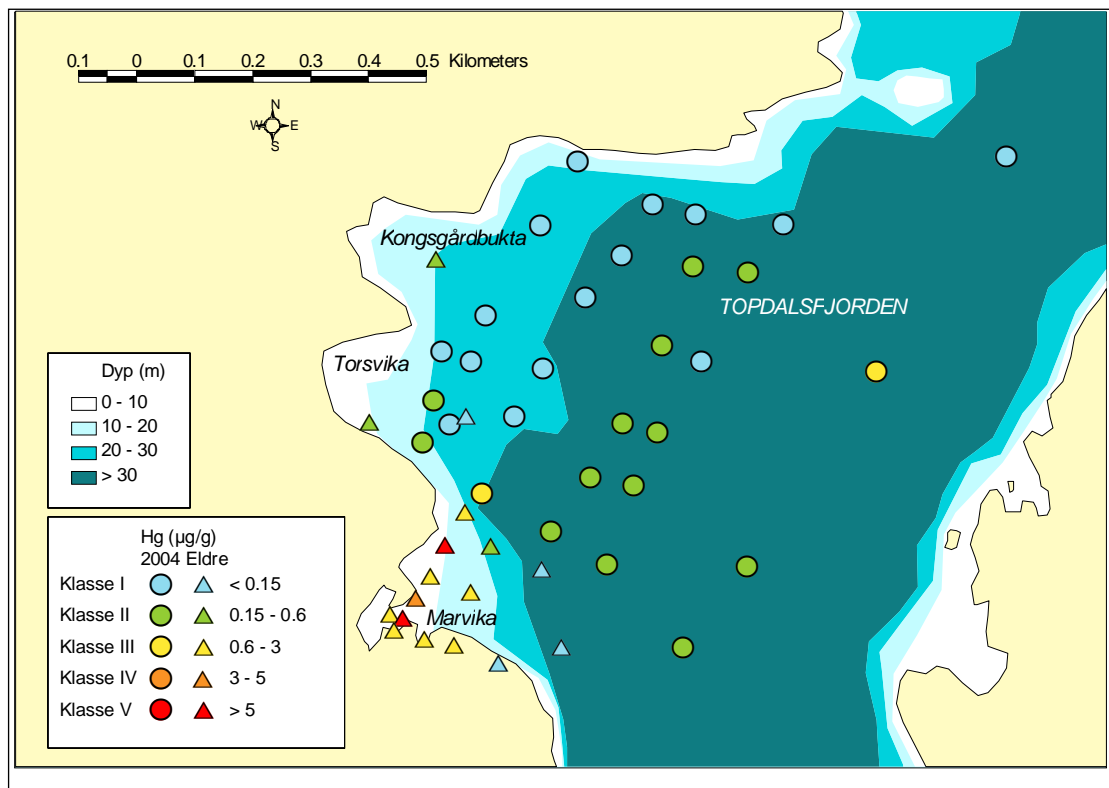 0.1 0 0.1 0.2 0.3 0.4 0.5 Kilometers
N
W E
S
Kongsgårdbukta
TOPDALSFJORDEN
Torsvika
Marvika
Dyp (m)
0 - 10
10 - 20
20 - 30
> 30
Hg (µg/g)
2004 Eldre
Klasse I < 0.15
Klasse II 0.15 - 0.6
Klasse III 0.6 - 3
Klasse IV 3 - 5
Klasse V > 5